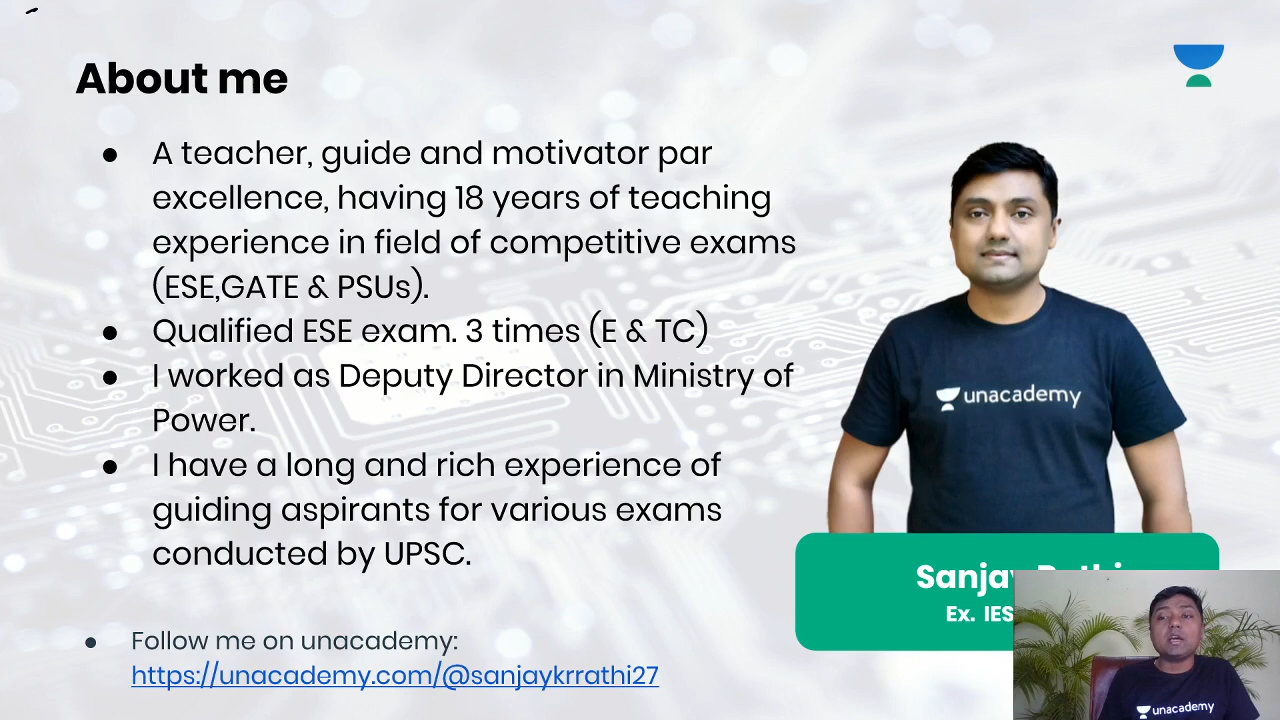 About me
● A teacher, guide and motivator par
excellence, having 18 years of teaching
experience in field of competitive exams
(ESE,GATE & PSUs).
● Qualified ESE exam. 3 times (E & TC)
● I worked as Deputy Director in Ministry of
Power.
● I have a long and rich experience of
guiding aspirants for various exams
conducted by UPSC.
● Follow me on unacademy:
https://unacademy.com/@sanjaykrrathi27
unacademy
Sanjay
Ex. IES
unacademy